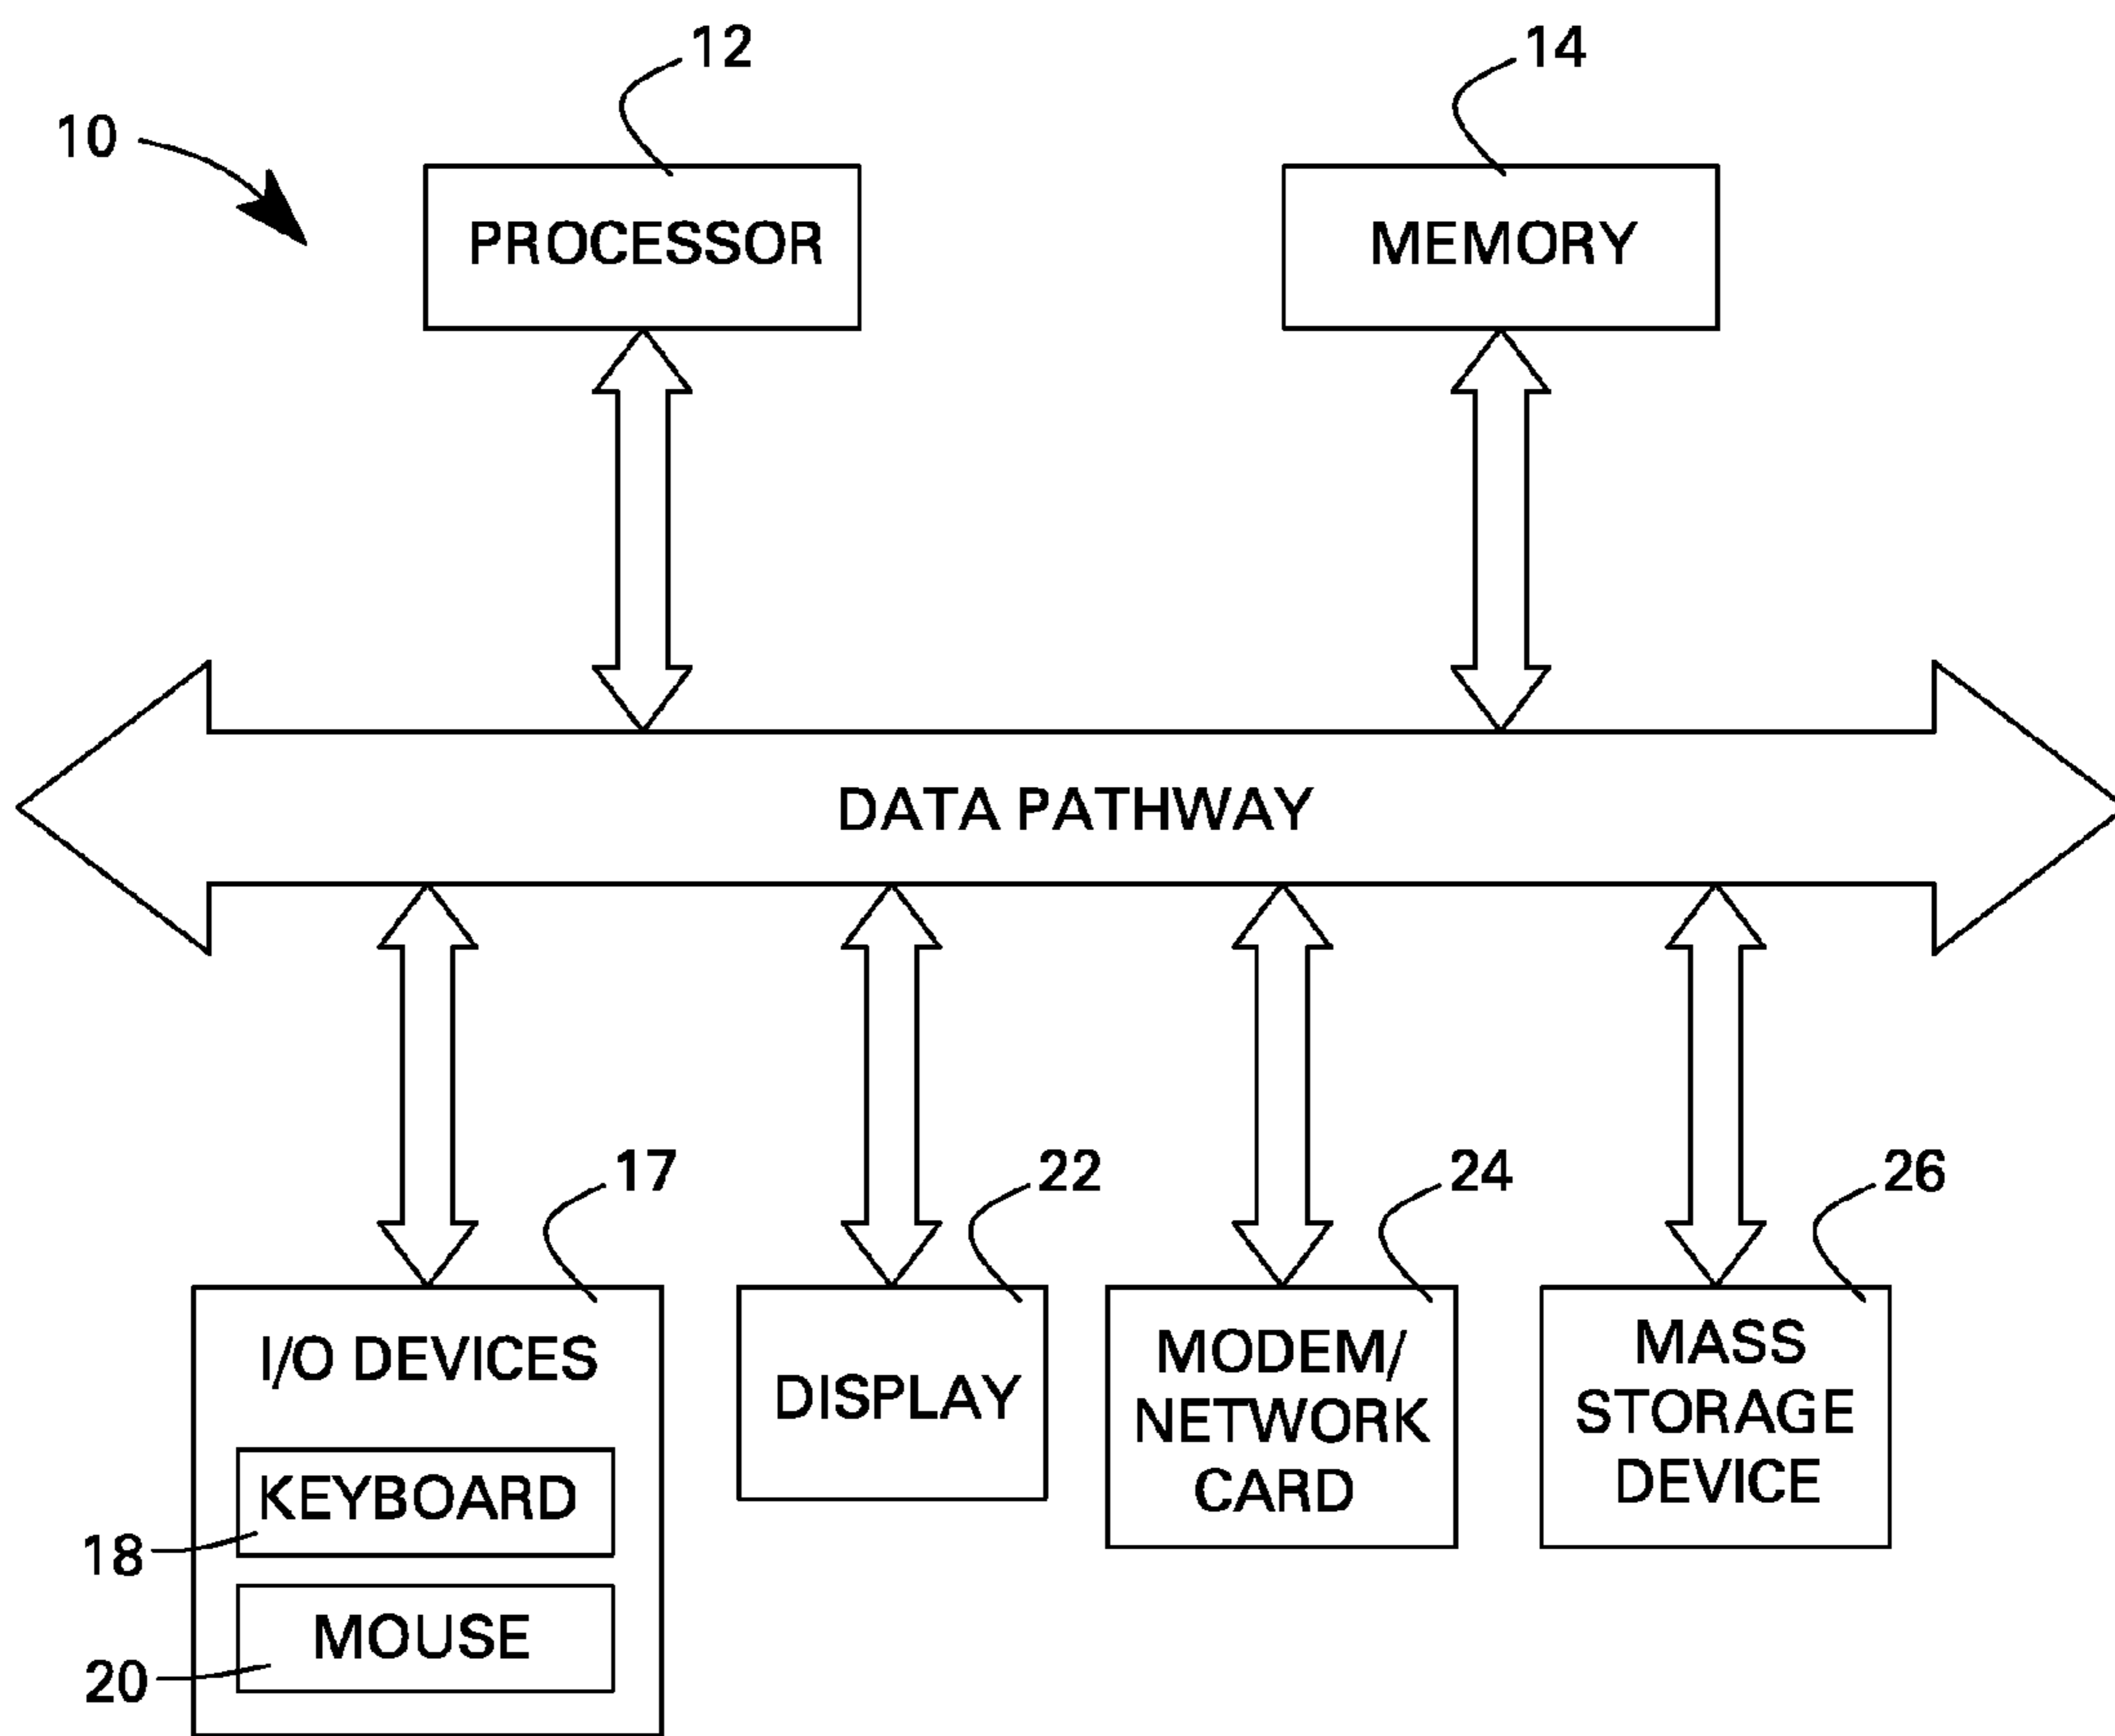 12
14
10
PROCESSOR
MEMORY
DATA PATHWAY
17
22
24
26
I/O DEVICES
KEYBOARD
18
MOUSE
20
DISPLAY
MODEM/
NETWORK
CARD
MASS
STORAGE
DEVICE